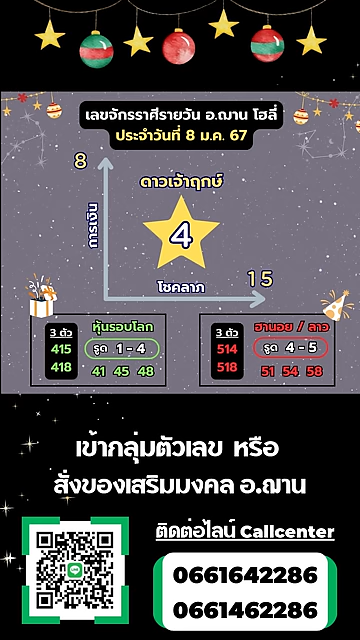 เลขจักรราศีรายวัน อ.ฌาน โฮลี่
ประจำวันที่ 8 ม.ค. 67
8
ดาวเจ้าฤกษ์
การเงิน
4
15
โชคลาภ
3 ตัว
415
418
หุ้นรอบโลก
รูด 1-4
41 45 48
3 ตัว
514
518
ฮานอย / ลาว
รูด 4-5
51 54 58
เข้ากลุ่มตัวเลข หรือ
สั่งของเสริมมงคล อ.ฌาน
ติดต่อไลน์ Callcenter
0661642286
0661462286